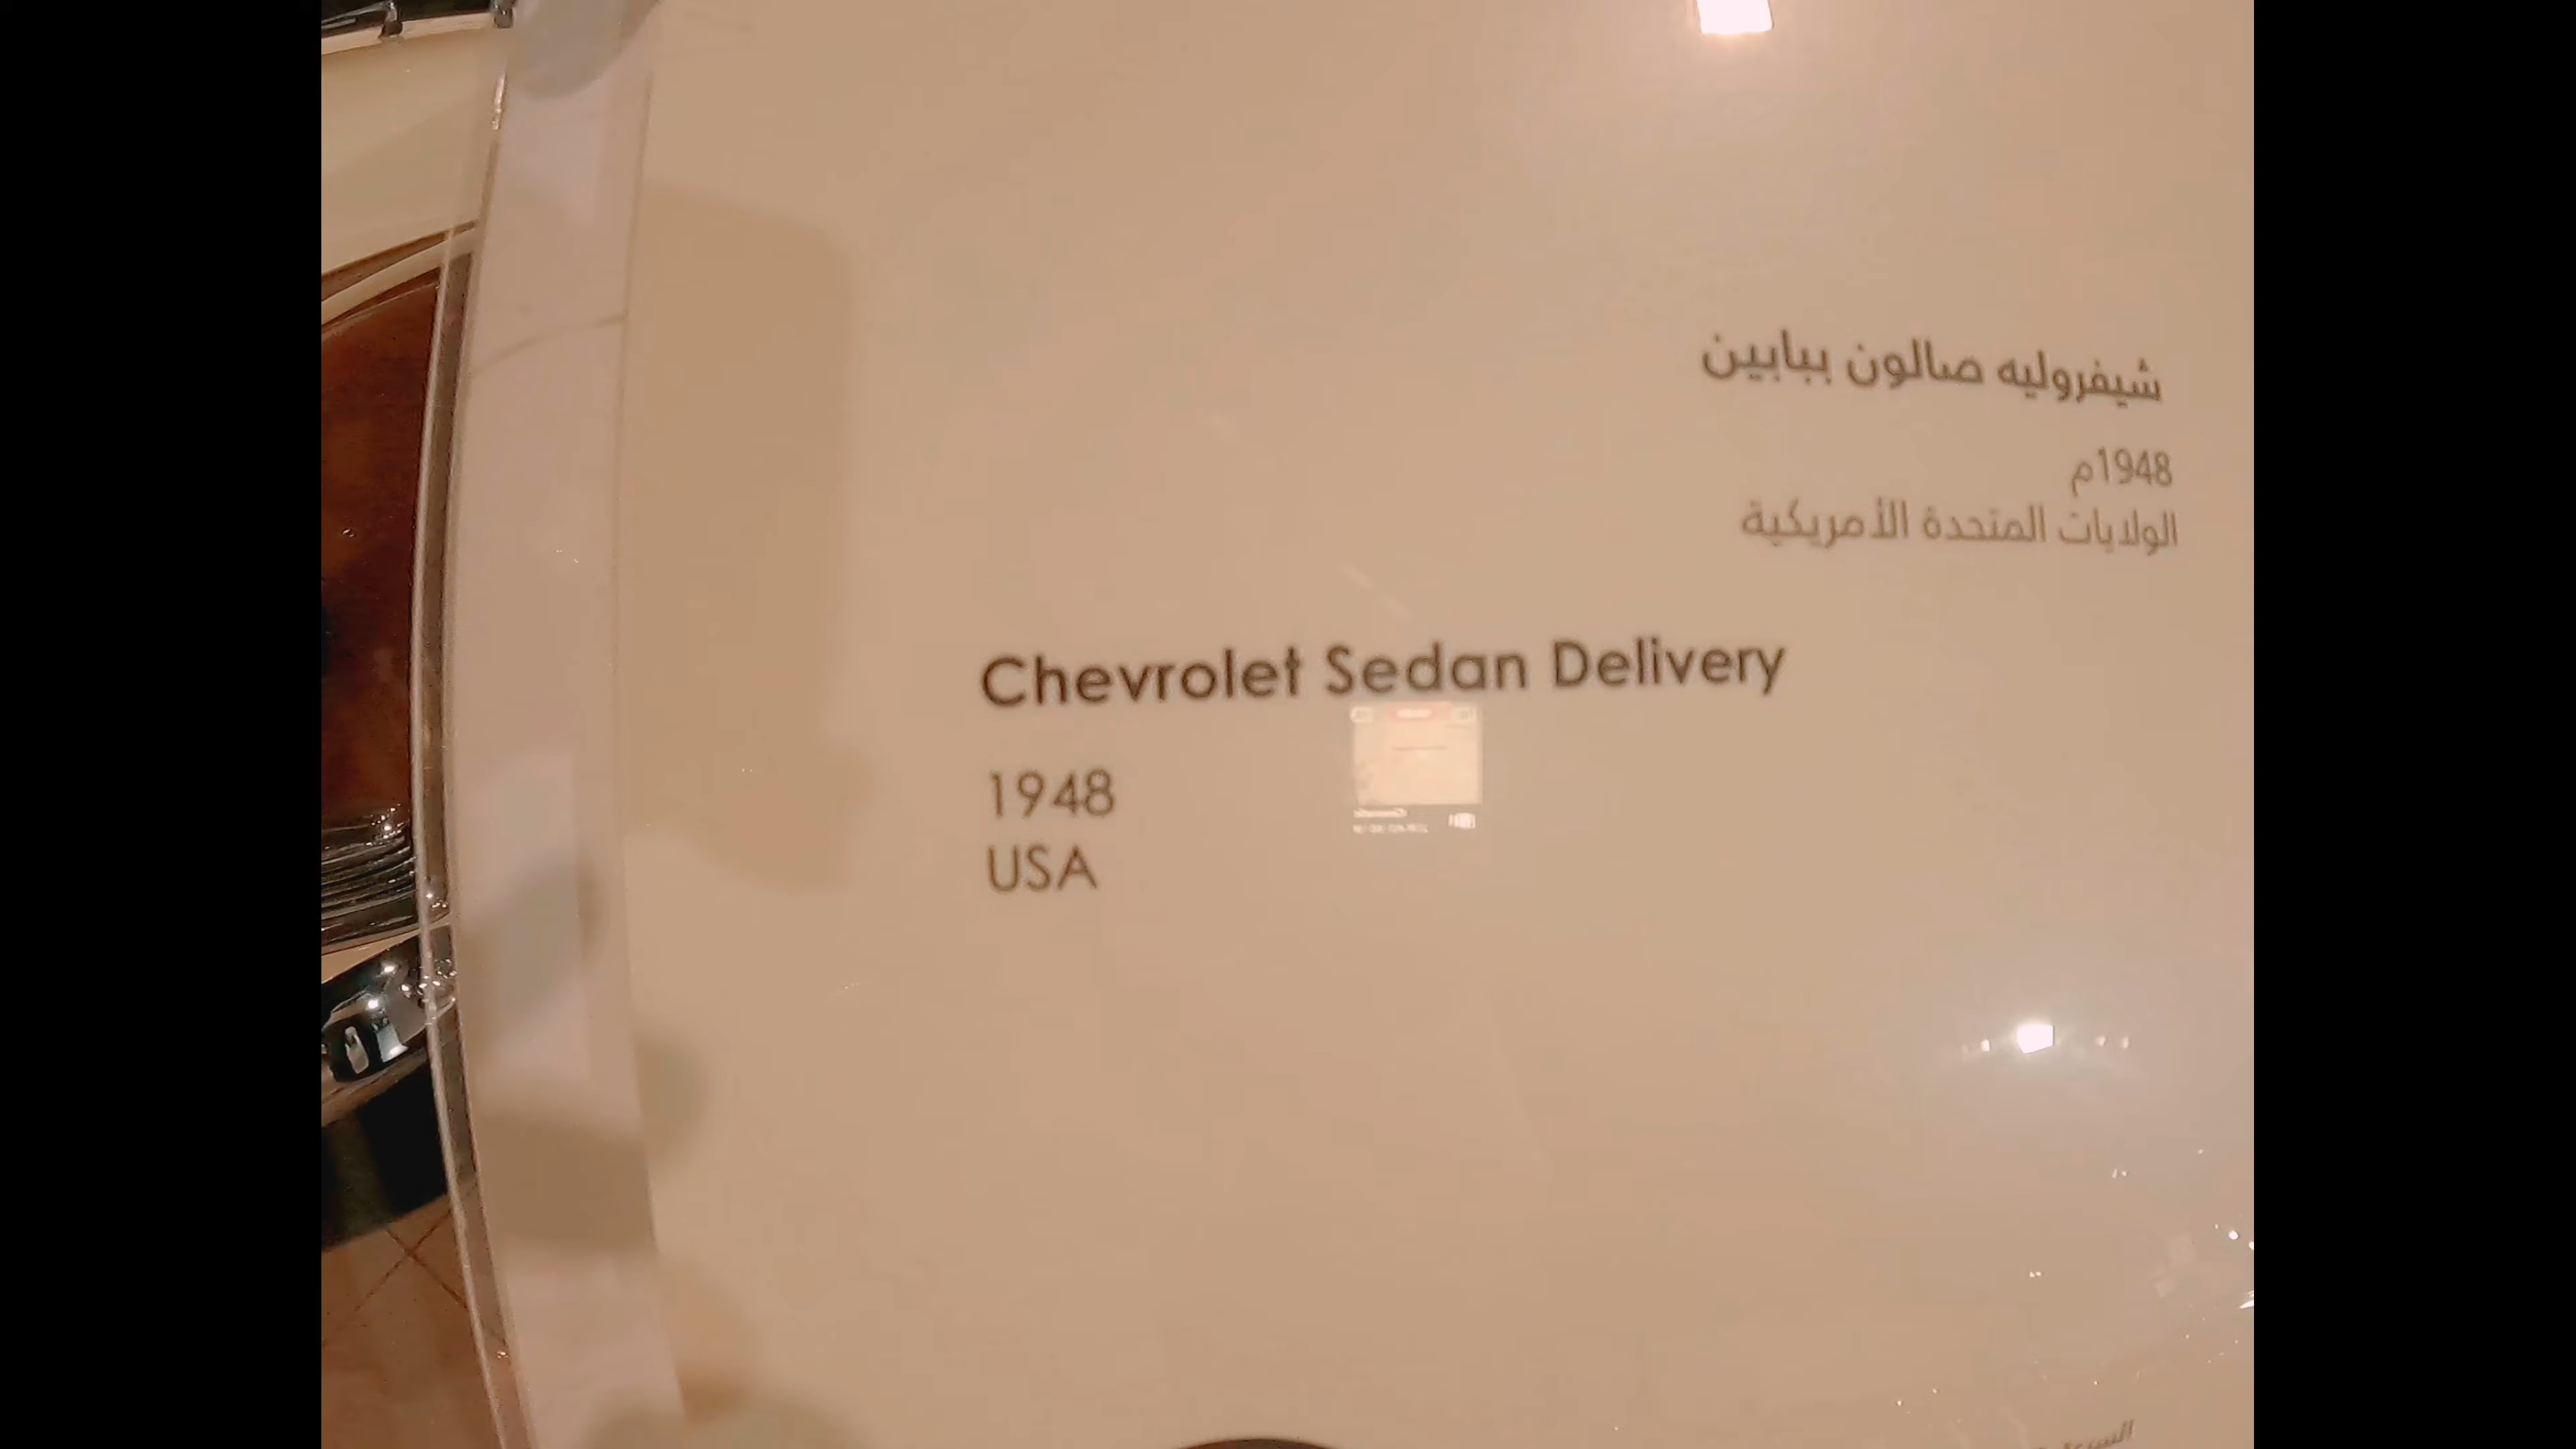 شيفروليه صالون ببابين
1948م
الولايات المتحدة الأمريكية
Chevrolet Sedan Delivery
1948
USA